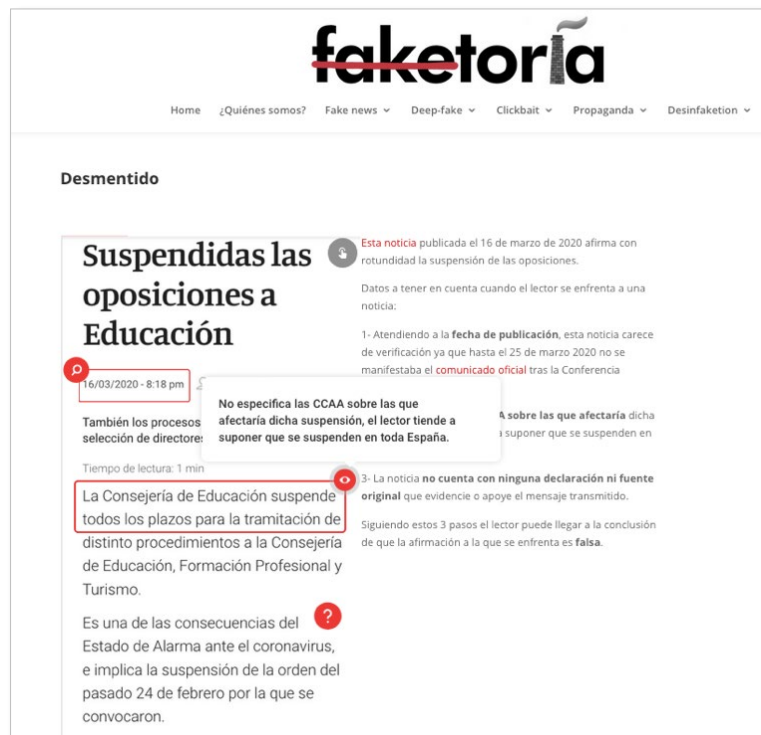 faketoría
Home ¿Quiénes somos? Fake news Deep-fake Clickbait Propaganda Desinfaketion
Desmentido
Suspendidas las
oposiciones a
Educación
16/03/2020 - 8:18 pm
También los procesos
selección de directores
Tiempo de lectura: 1 min
La Consejería de Educación suspende
todos los plazos para la tramitación de
distinto procedimientos a la Consejería
de Educación, Formación Profesional y
Turismo.
Es una de las consecuencias del
Estado de Alarma ante el coronavirus,
e implica la suspensión de la orden del
pasado 24 de febrero por la que se
convocaron.
?
No especifica las CCAA sobre las que
afectaría dicha suspensión, el lector tiende a
suponer que se suspenden en toda España.
Esta noticia publicada el 16 de marzo de 2020 afirma con
rotundidad la suspensión de las oposiciones.
Datos a tener en cuenta cuando el lector se enfrenta a una
noticia:
1- Atendiendo a la fecha de publicación, esta noticia carece
de verificación ya que hasta el 25 de marzo 2020 no se
manifestaba el comunicado oficial tras la Conferencia
A sobre las que afectaría dicha
suponer que se suspenden en
3- La noticia no cuenta con ninguna declaración ni fuente
original que evidencie o apoye el mensaje transmitido.
Siguiendo estos 3 pasos el lector puede llegar a la conclusión
de que la afirmación a la que se enfrenta es falsa.